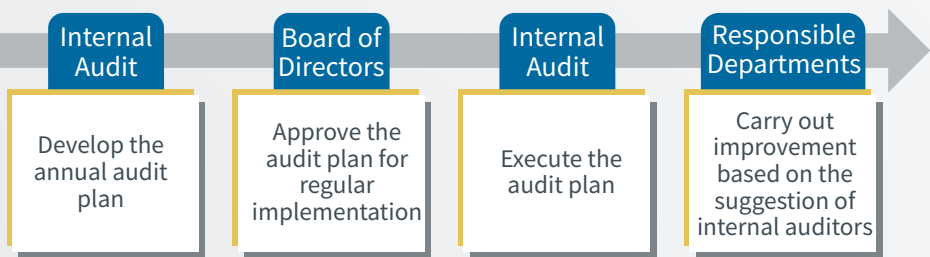 Internal
Audit
Develop the
annual audit
plan
Board of
Directors
Approve the
audit plan for
regular
implementation
Internal
Audit
Execute the
audit plan
Responsible
Departments
Carry out
improvement
based on the
suggestion of
internal auditors